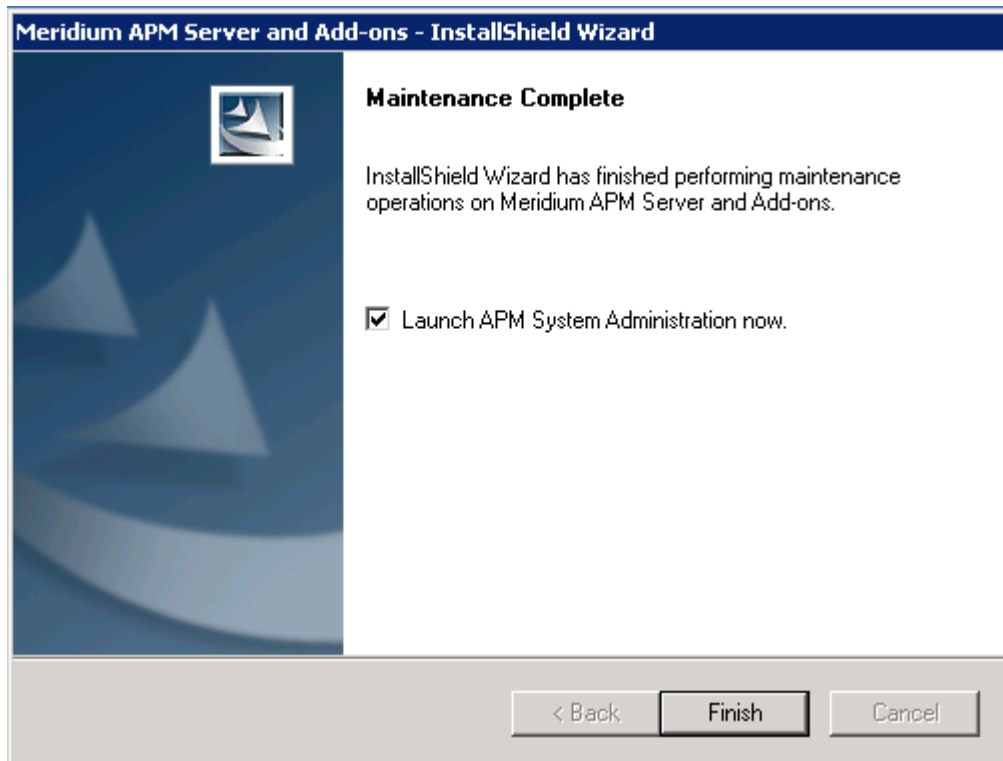 Meridium APM Server and Add-ons - InstallShield Wizard
Maintenance Complete
InstallShield Wizard has finished performing maintenance
operations on Meridium APM Server and Add-ons.
Launch APM System Administration now.
< Back
Finish
Cancel